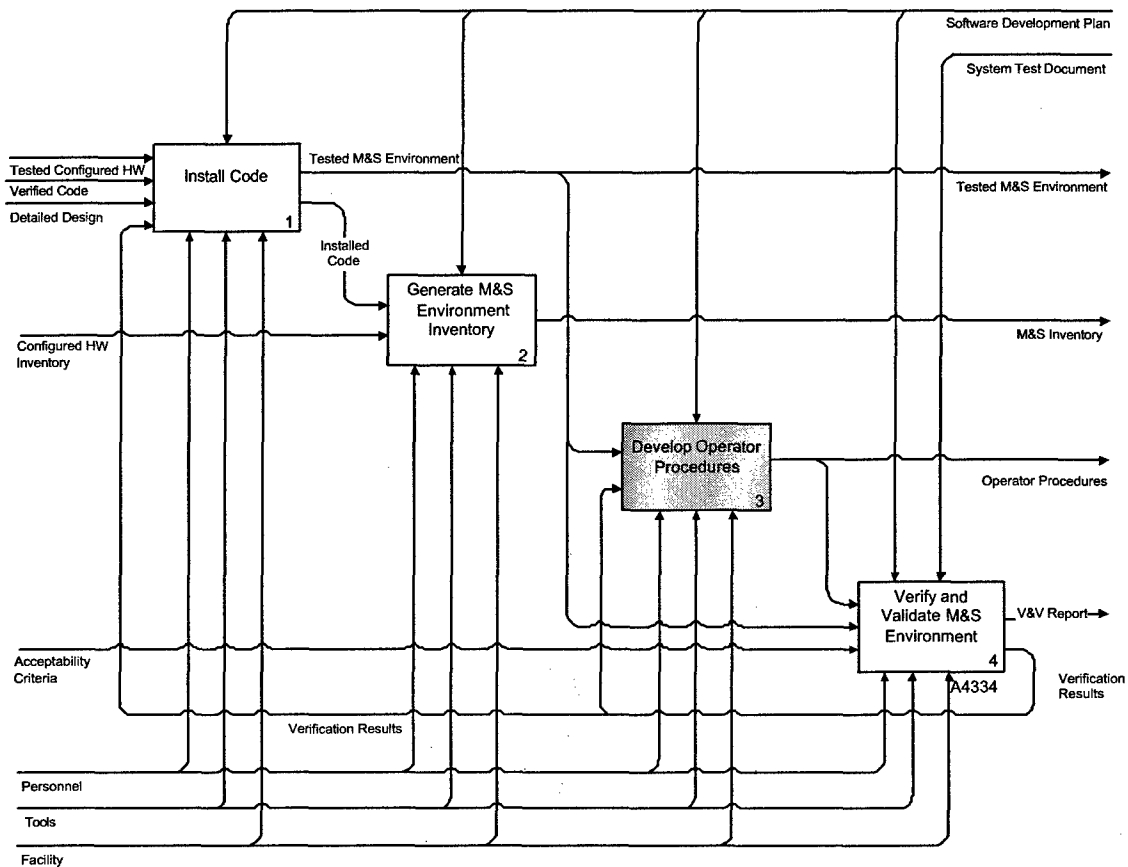 Software Development Plan
System Test Document
Tested Configured HW
Verified Code
Detailed Design
Install Code
1
Tested M&S Environment
Tested M&S Environment
Installed
Code
Generate M&S
Environment
Inventory
2
Configured HW
Inventory
M&S Inventory
Develop Operator
Procedures
3
Operator Procedures
Verify and
Validate M&S
Environment
4
A4334
V&V Report
Verification
Results
Acceptability
Criteria
Verification Results
Personnel
Tools
Facility